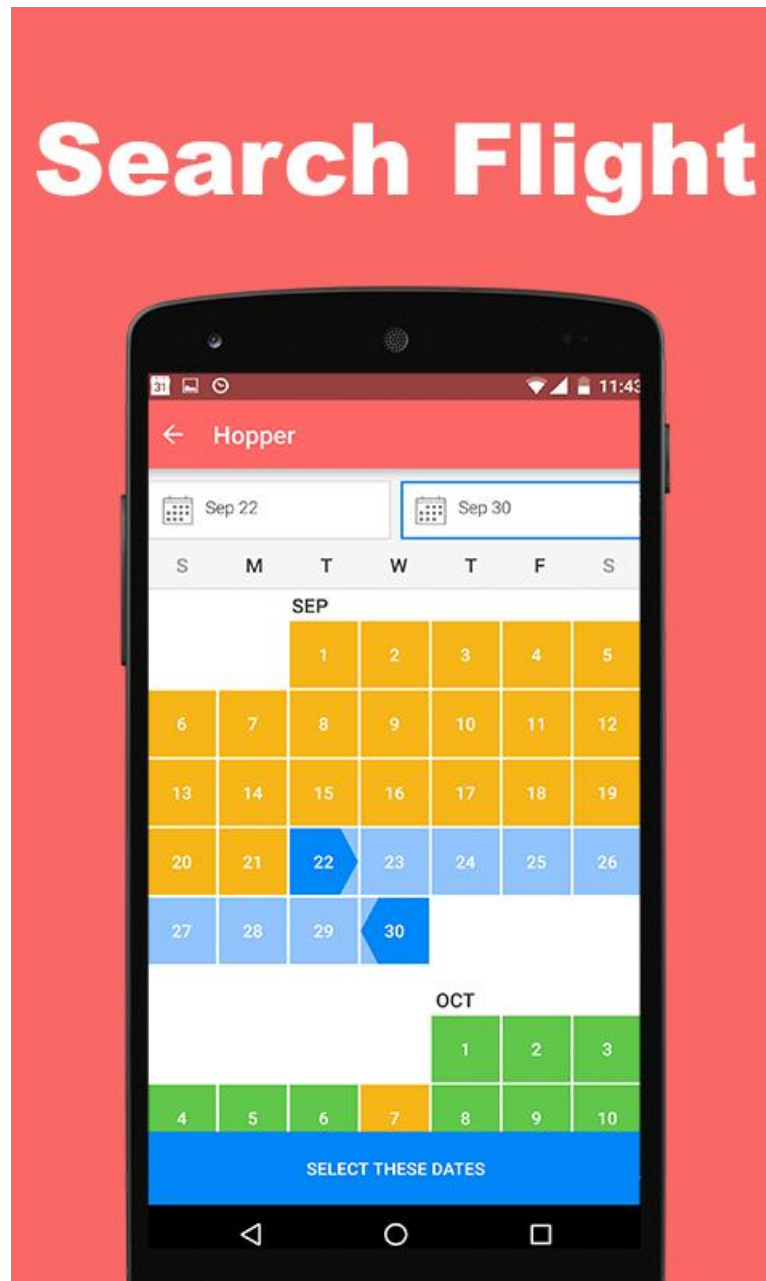 Search Flight
31 11:43
Hopper
Sep 22 Sep 30
S M T W T F S
SEP
1 2 3 4 5
6 7 8 9 10 11 12
13 14 15 16 17 18 19
20 21 22 23 24 25 26
27 28 29 30
OCT
1 2 3
4 5 6 7 8 9 10
SELECT THESE DATES